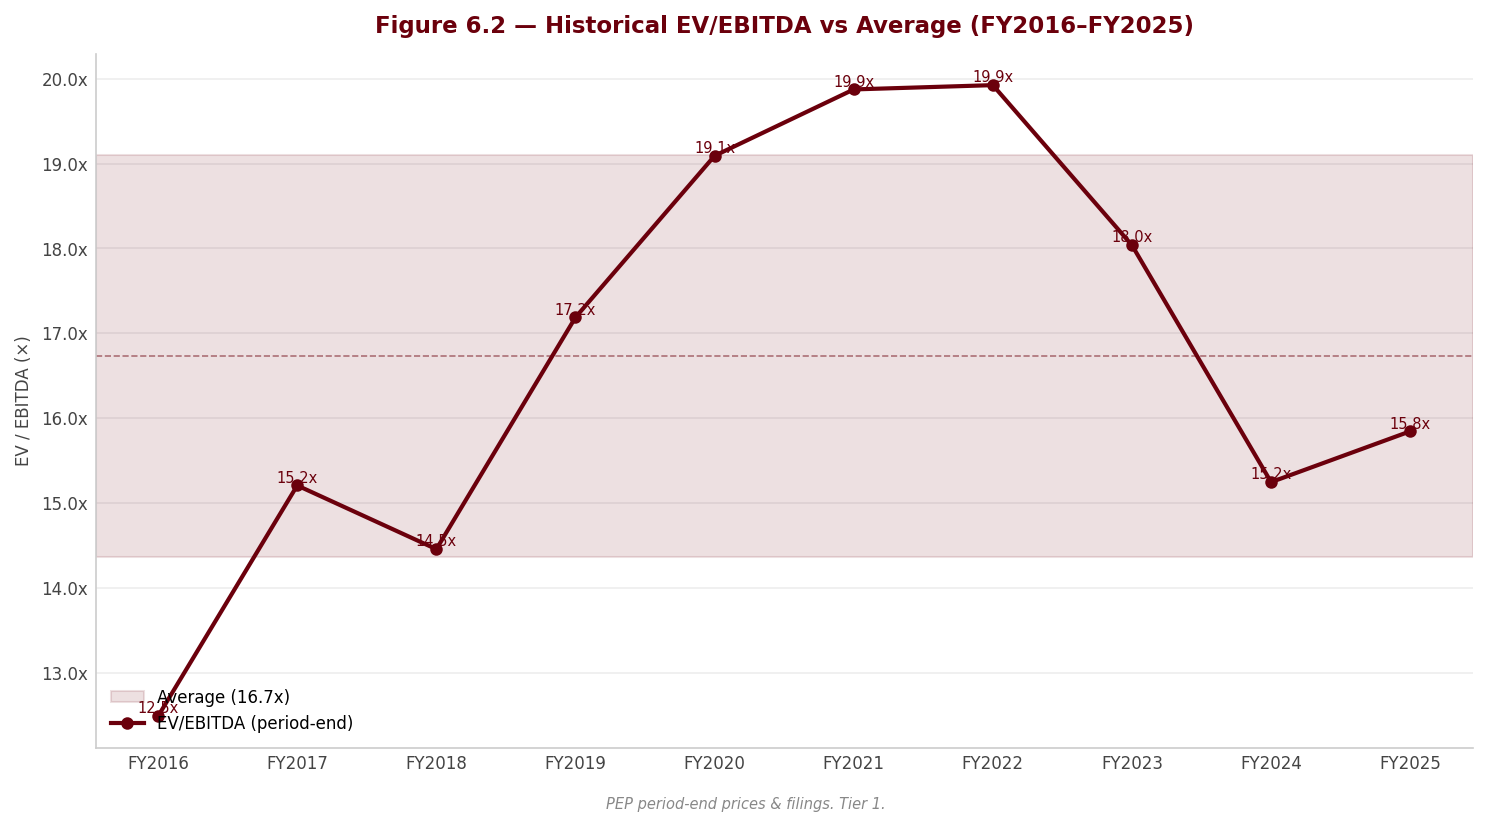 Figure 6.2 — Historical EV/EBITDA vs Average (FY2016–FY2025)
EV / EBITDA (×)
20.0x
19.0x
18.0x
17.0x
16.0x
15.0x
14.0x
13.0x
12.5x
15.2x
14.5x
17.2x
19.1x
19.9x
19.9x
18.0x
15.2x
15.8x
Average (16.7x)
EV/EBITDA (period-end)
FY2016 FY2017 FY2018 FY2019 FY2020 FY2021 FY2022 FY2023 FY2024 FY2025
PEP period-end prices & filings. Tier 1.